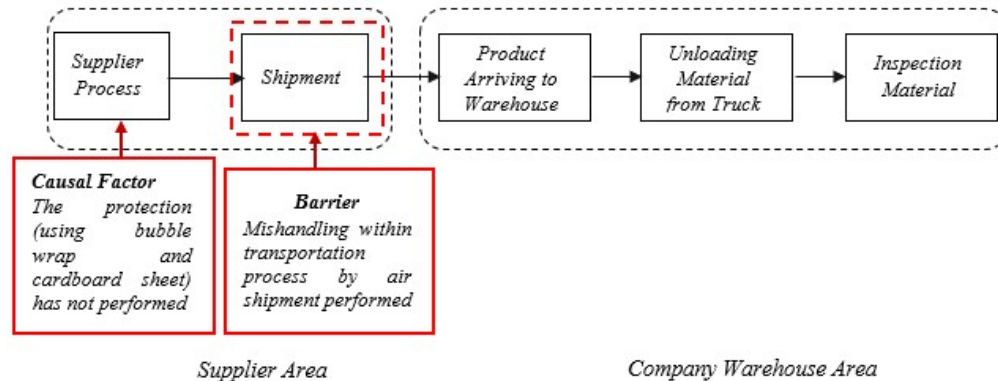 Supplier
Process
Shipment
Product
Arriving to
Warehouse
Unloading
Material
from Truck
Inspection
Material
Causal Factor
The protection
(using bubble
wrap and
cardboard sheet)
has not performed
Barrier
Mishandling within
transportation
process by air
shipment performed
Supplier Area
Company Warehouse Area